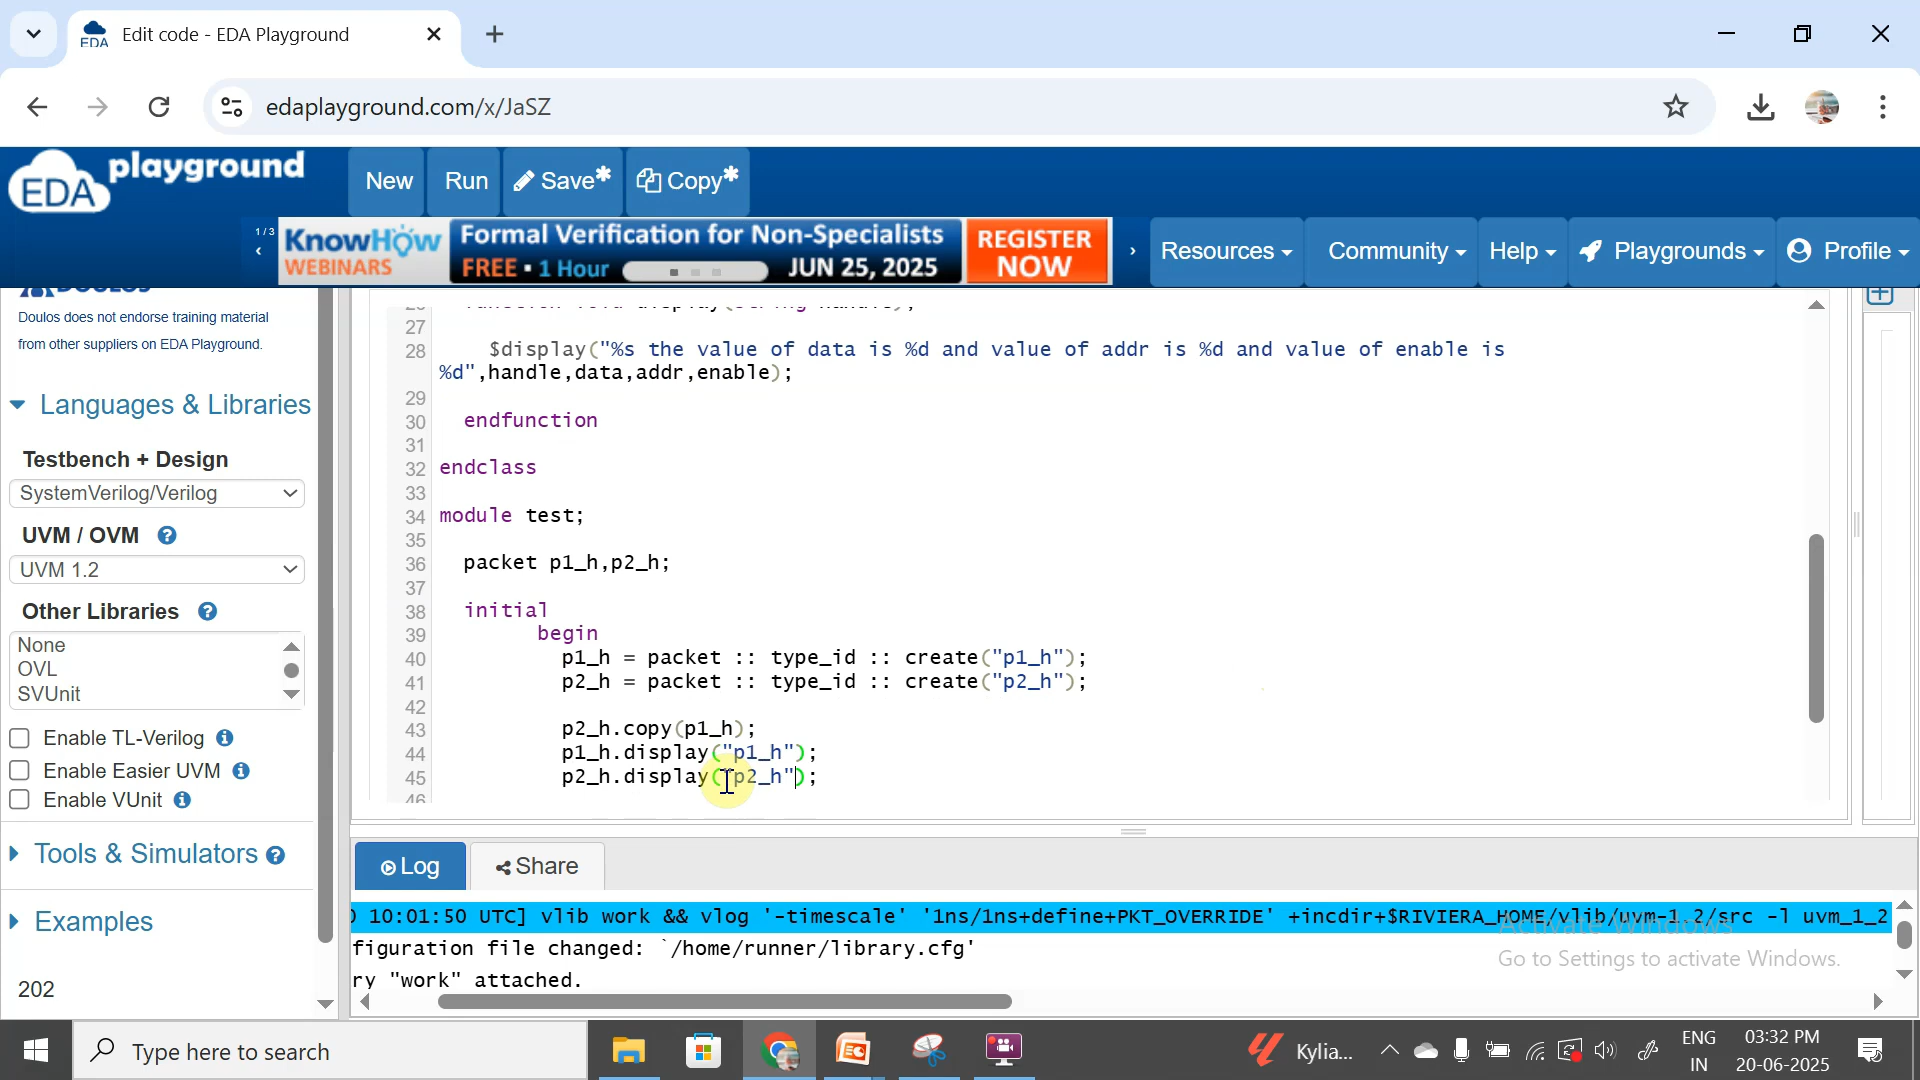 Edit code - EDA Playground
edaplayground.com/x/JaSZ
EDA playground
New
Run
Save*
Copy*
1/3
KnowHow WEBINARS
Formal Verification for Non-Specialists
FREE • 1 Hour
JUN 25, 2025
REGISTER NOW
Resources
Community
Help
Playgrounds
Profile
Doulos does not endorse training material
from other suppliers on EDA Playground.
Languages & Libraries
Testbench + Design
SystemVerilog/Verilog
UVM / OVM ?
UVM 1.2
Other Libraries ?
None
OVL
SVUnit
Enable TL-Verilog
Enable Easier UVM
Enable VUnit
Tools & Simulators ?
Examples
202
27
28 $display("%s the value of data is %d and value of addr is %d and value of enable is
%d",handle,data,addr,enable);
29
30 endfunction
31
32 endclass
33
34 module test;
35
36 packet p1_h,p2_h;
37
38 initial
39 begin
40 p1_h = packet :: type_id :: create("p1_h");
41 p2_h = packet :: type_id :: create("p2_h");
42
43 p2_h.copy(p1_h);
44 p1_h.display("p1_h");
45 p2_h.display("p2_h");
46
Log
Share
10:01:50 UTC] vlib work && vlog '-timescale' '1ns/1ns+define+PKT_OVERRIDE' +incdir+$RIVIERA_HOME/vlib/uvm-1.2/src -l uvm_1_2
figuration file changed: `/home/runner/library.cfg'
ry "work" attached.
Activate Windows
Go to Settings to activate Windows.
Type here to search
Kylia...
ENG
IN
03:32 PM
20-06-2025